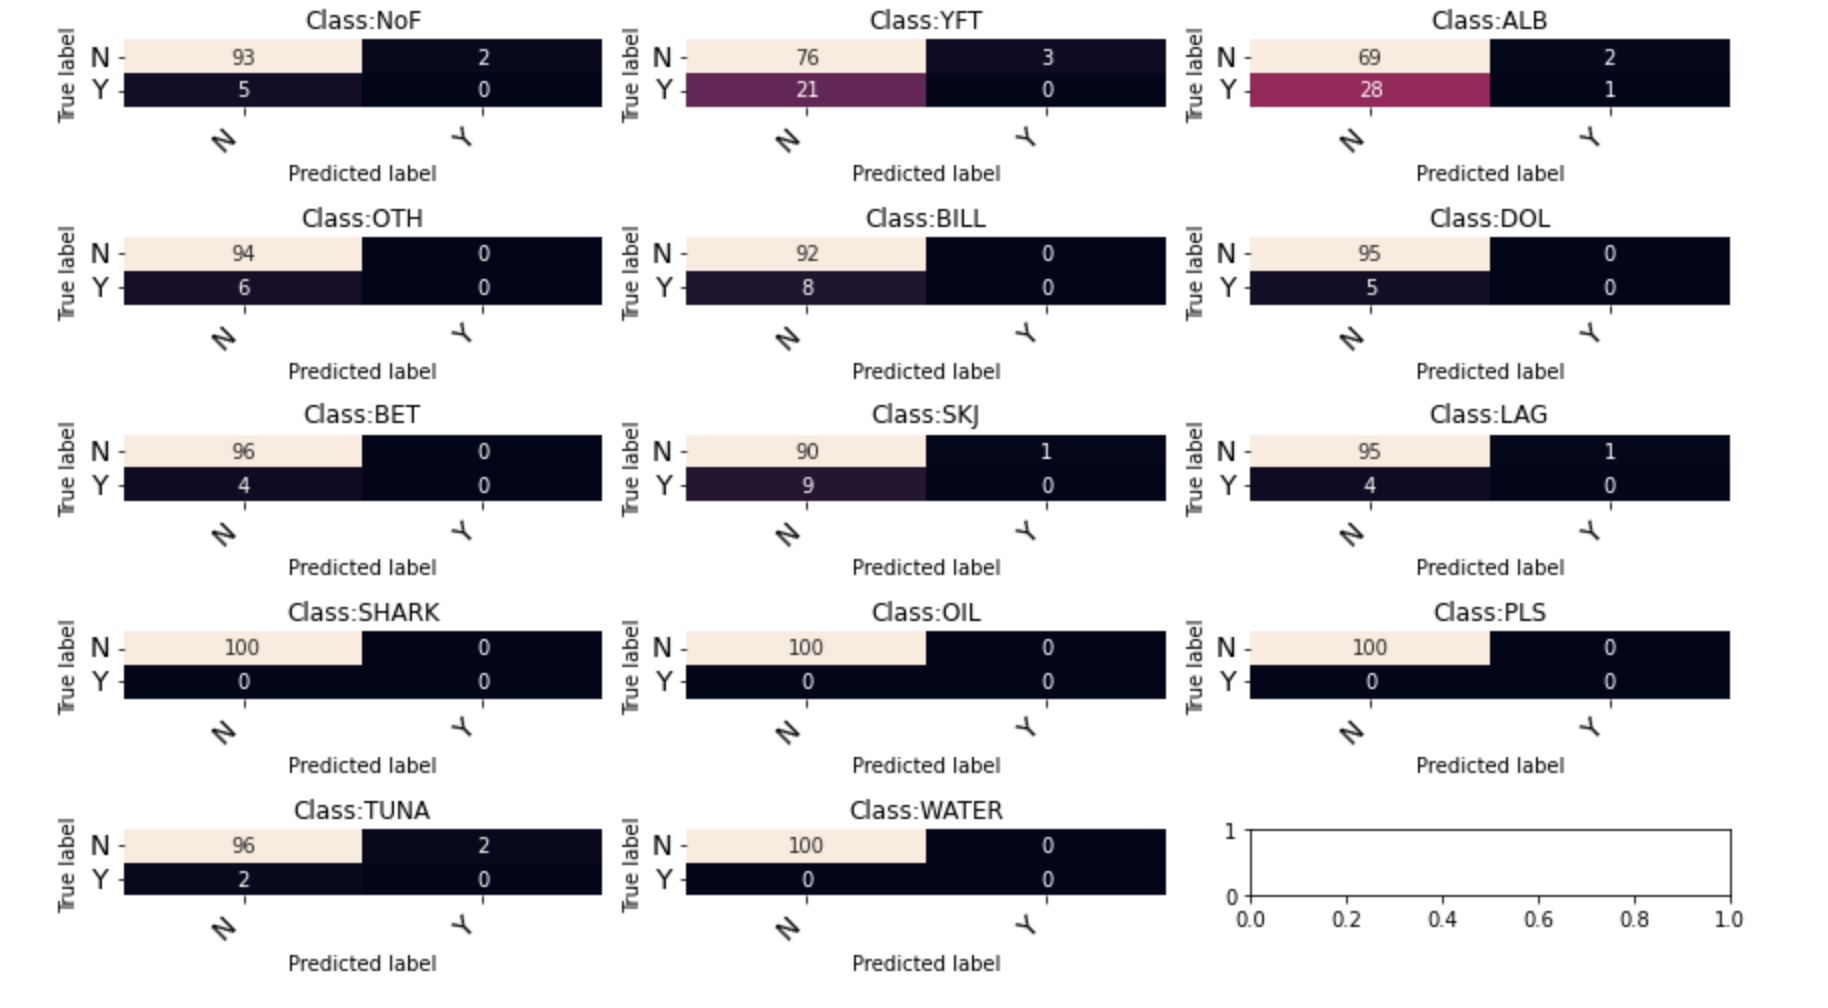 Class:NoF Class:YFT Class:ALB
True label N 93 2 True label N 76 3 True label N 69 2
Y 5 0 Y 21 0 Y 28 1
N Y N Y N Y
Predicted label Predicted label Predicted label
Class:OTH Class:BILL Class:DOL
True label N 94 0 True label N 92 0 True label N 95 0
Y 6 0 Y 8 0 Y 5 0
N Y N Y N Y
Predicted label Predicted label Predicted label
Class:BET Class:SKJ Class:LAG
True label N 96 0 True label N 90 1 True label N 95 1
Y 4 0 Y 9 0 Y 4 0
N Y N Y N Y
Predicted label Predicted label Predicted label
Class:SHARK Class:OIL Class:PLS
True label N 100 0 True label N 100 0 True label N 100 0
Y 0 0 Y 0 0 Y 0 0
N Y N Y N Y
Predicted label Predicted label Predicted label
Class:TUNA Class:WATER
True label N 96 2 True label N 100 0 1
Y 2 0 Y 0 0 0
N Y N Y 0.0 0.2 0.4 0.6 0.8 1.0
Predicted label Predicted label